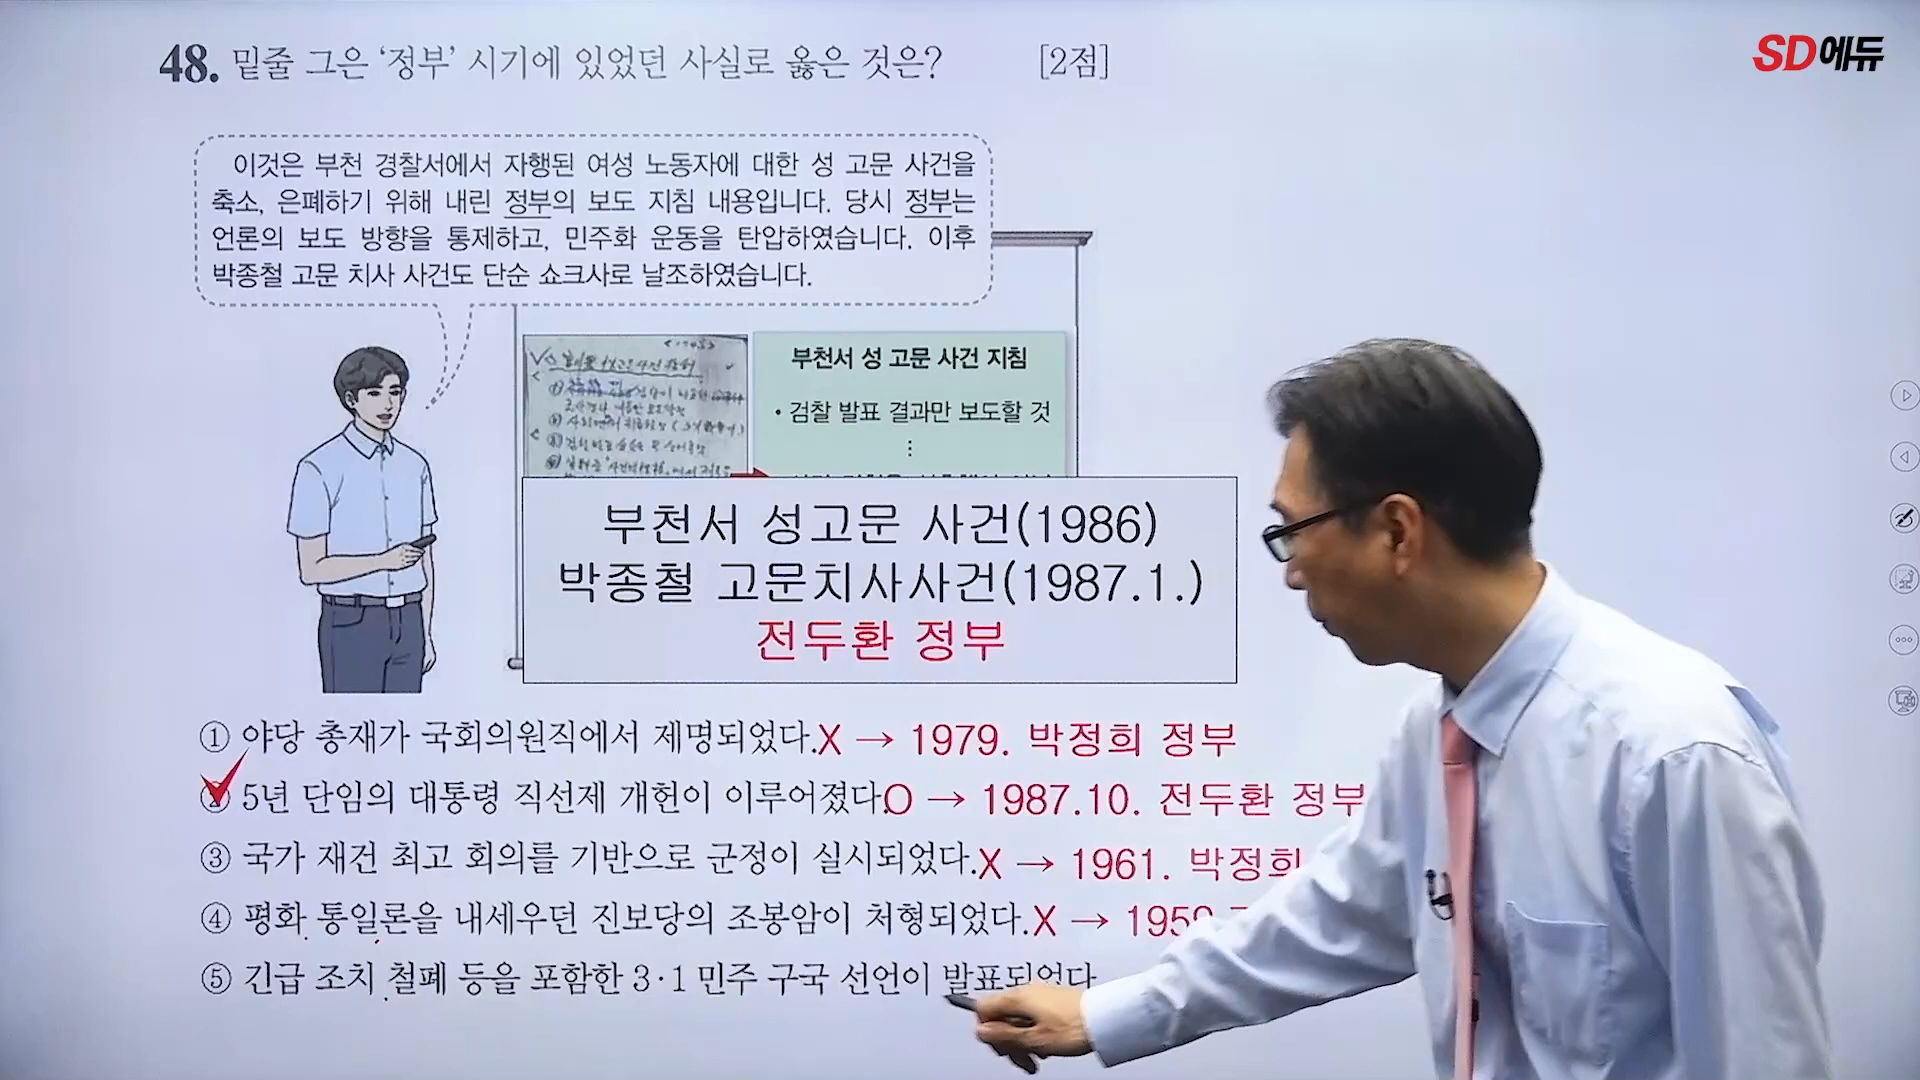 SD에듀
48. 밑줄 그은 ‘정부’ 시기에 있었던 사실로 옳은 것은? [2점]
이것은 부천 경찰서에서 자행된 여성 노동자에 대한 성 고문 사건을
축소, 은폐하기 위해 내린 정부의 보도 지침 내용입니다. 당시 정부는
언론의 보도 방향을 통제하고, 민주화 운동을 탄압하였습니다. 이후
박종철 고문 치사 사건도 단순 쇼크사로 날조하였습니다.
부천서 성 고문 사건 지침
• 검찰 발표 결과만 보도할 것
⋮
부천서 성고문 사건(1986)
박종철 고문치사사건(1987.1.)
전두환 정부
① 야당 총재가 국회의원직에서 제명되었다.X → 1979. 박정희 정부
② 5년 단임의 대통령 직선제 개헌이 이루어졌다.O → 1987.10. 전두환 정부
③ 국가 재건 최고 회의를 기반으로 군정이 실시되었다.X → 1961. 박정희
④ 평화 통일론을 내세우던 진보당의 조봉암이 처형되었다.X → 1959.
⑤ 긴급 조치 철폐 등을 포함한 3·1 민주 구국 선언이 발표되었다